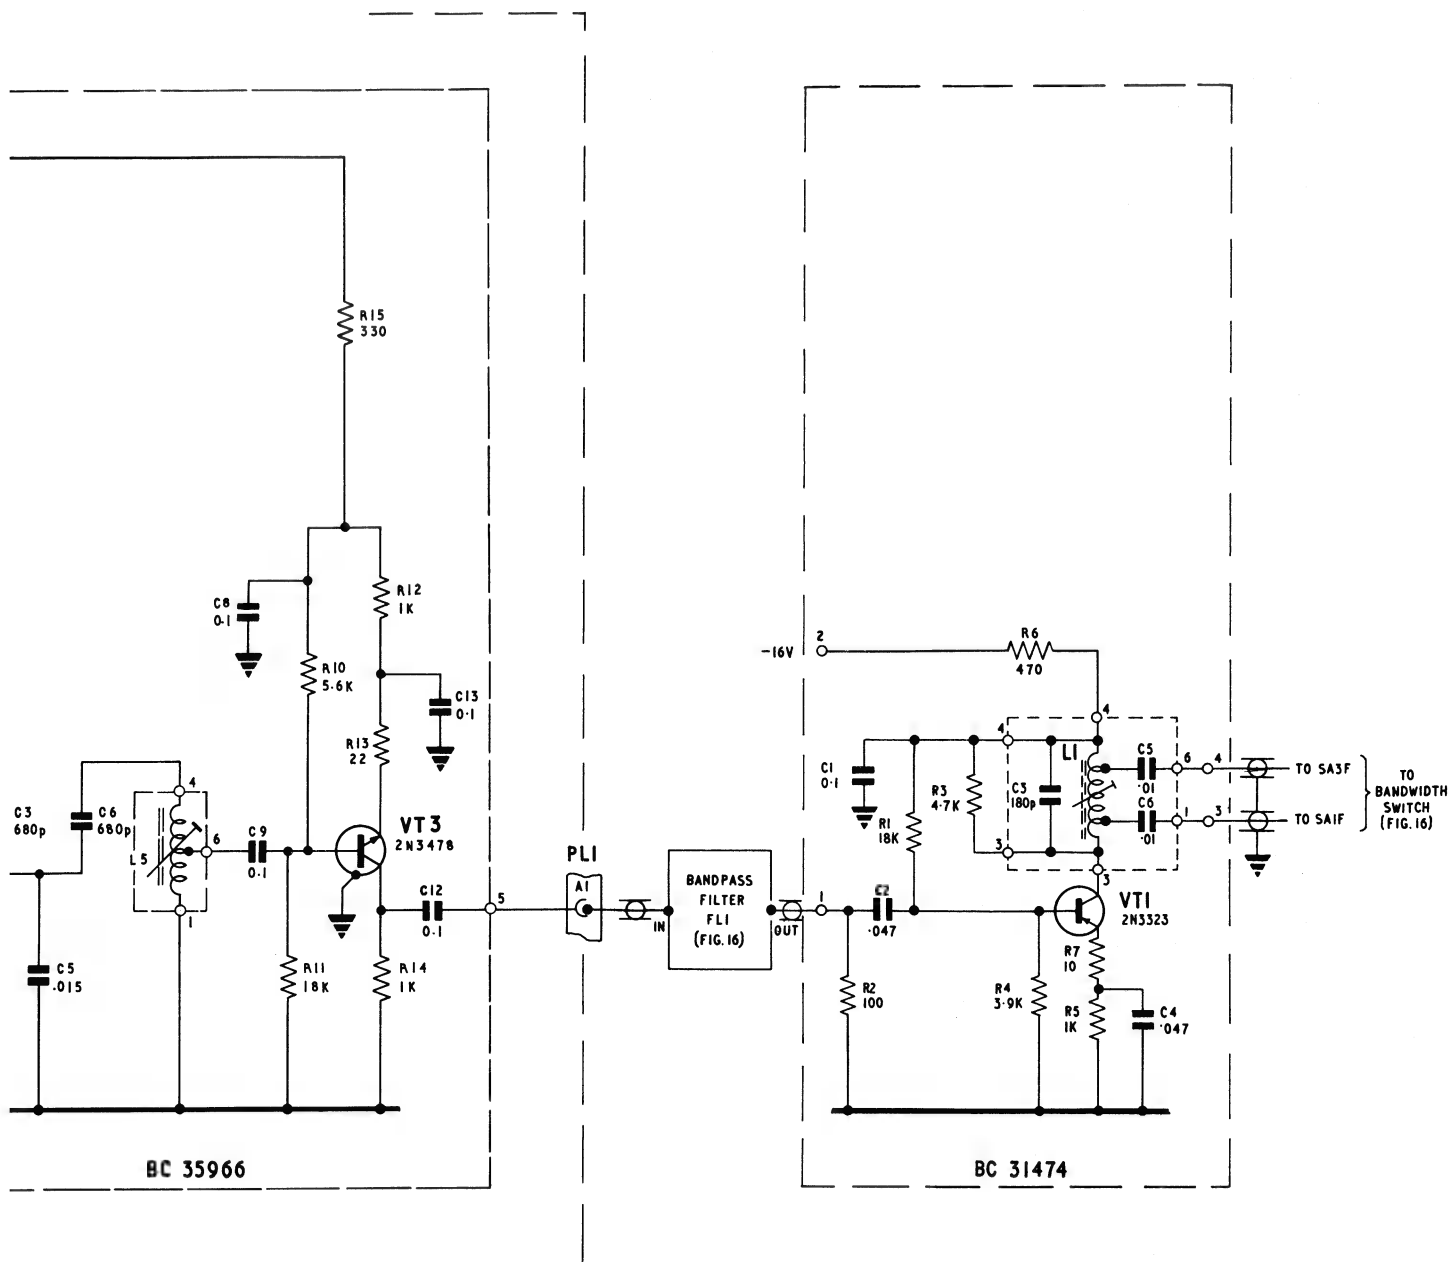 R15
330
R12
1K
C8
0·1
R10
5·6K
C13
0·1
R13
22
C3
680p
C6
680p
4
L5
6
1
C9
0·1
VT3
2N3478
C12
0·1
5
C5
·015
R11
18K
R14
1K
BC 35966
PL1
A1
IN
BANDPASS
FILTER
FL1
(FIG.16)
OUT
-16V
2
R6
470
4
4
L1
C1
0·1
R3
4·7K
C3
180p
C5
·01
6
4
TO SA3F
C6
·01
1
3
TO SA1F
TO
BANDWIDTH
SWITCH
(FIG.16)
R1
18K
3
3
1
C2
·047
VT1
2N3323
R7
10
R2
100
R4
3·9K
R5
1K
C4
·047
BC 31474